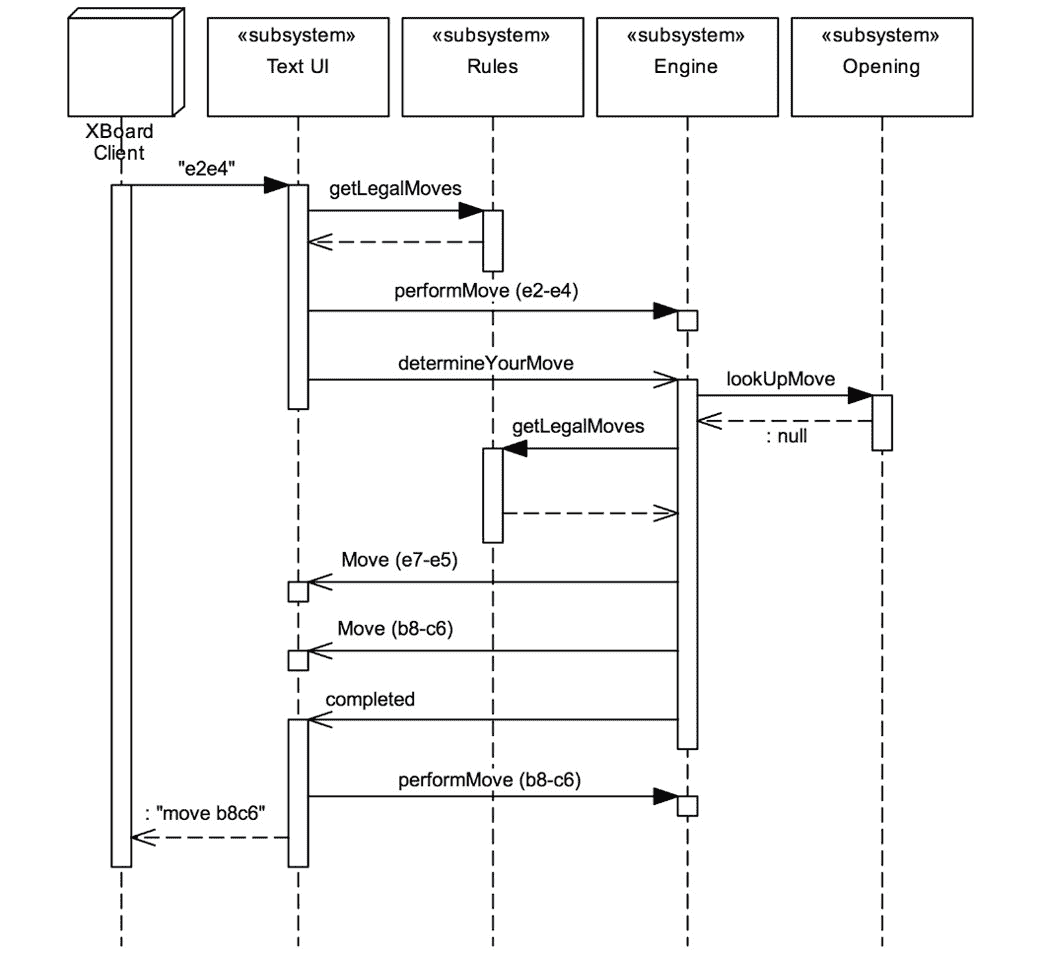 «subsystem»
Text UI
«subsystem»
Rules
«subsystem»
Engine
«subsystem»
Opening
XBoard
Client
"e2e4"
getLegalMoves
performMove (e2-e4)
determineYourMove
lookUpMove
: null
getLegalMoves
Move (e7-e5)
Move (b8-c6)
completed
performMove (b8-c6)
: "move b8c6"